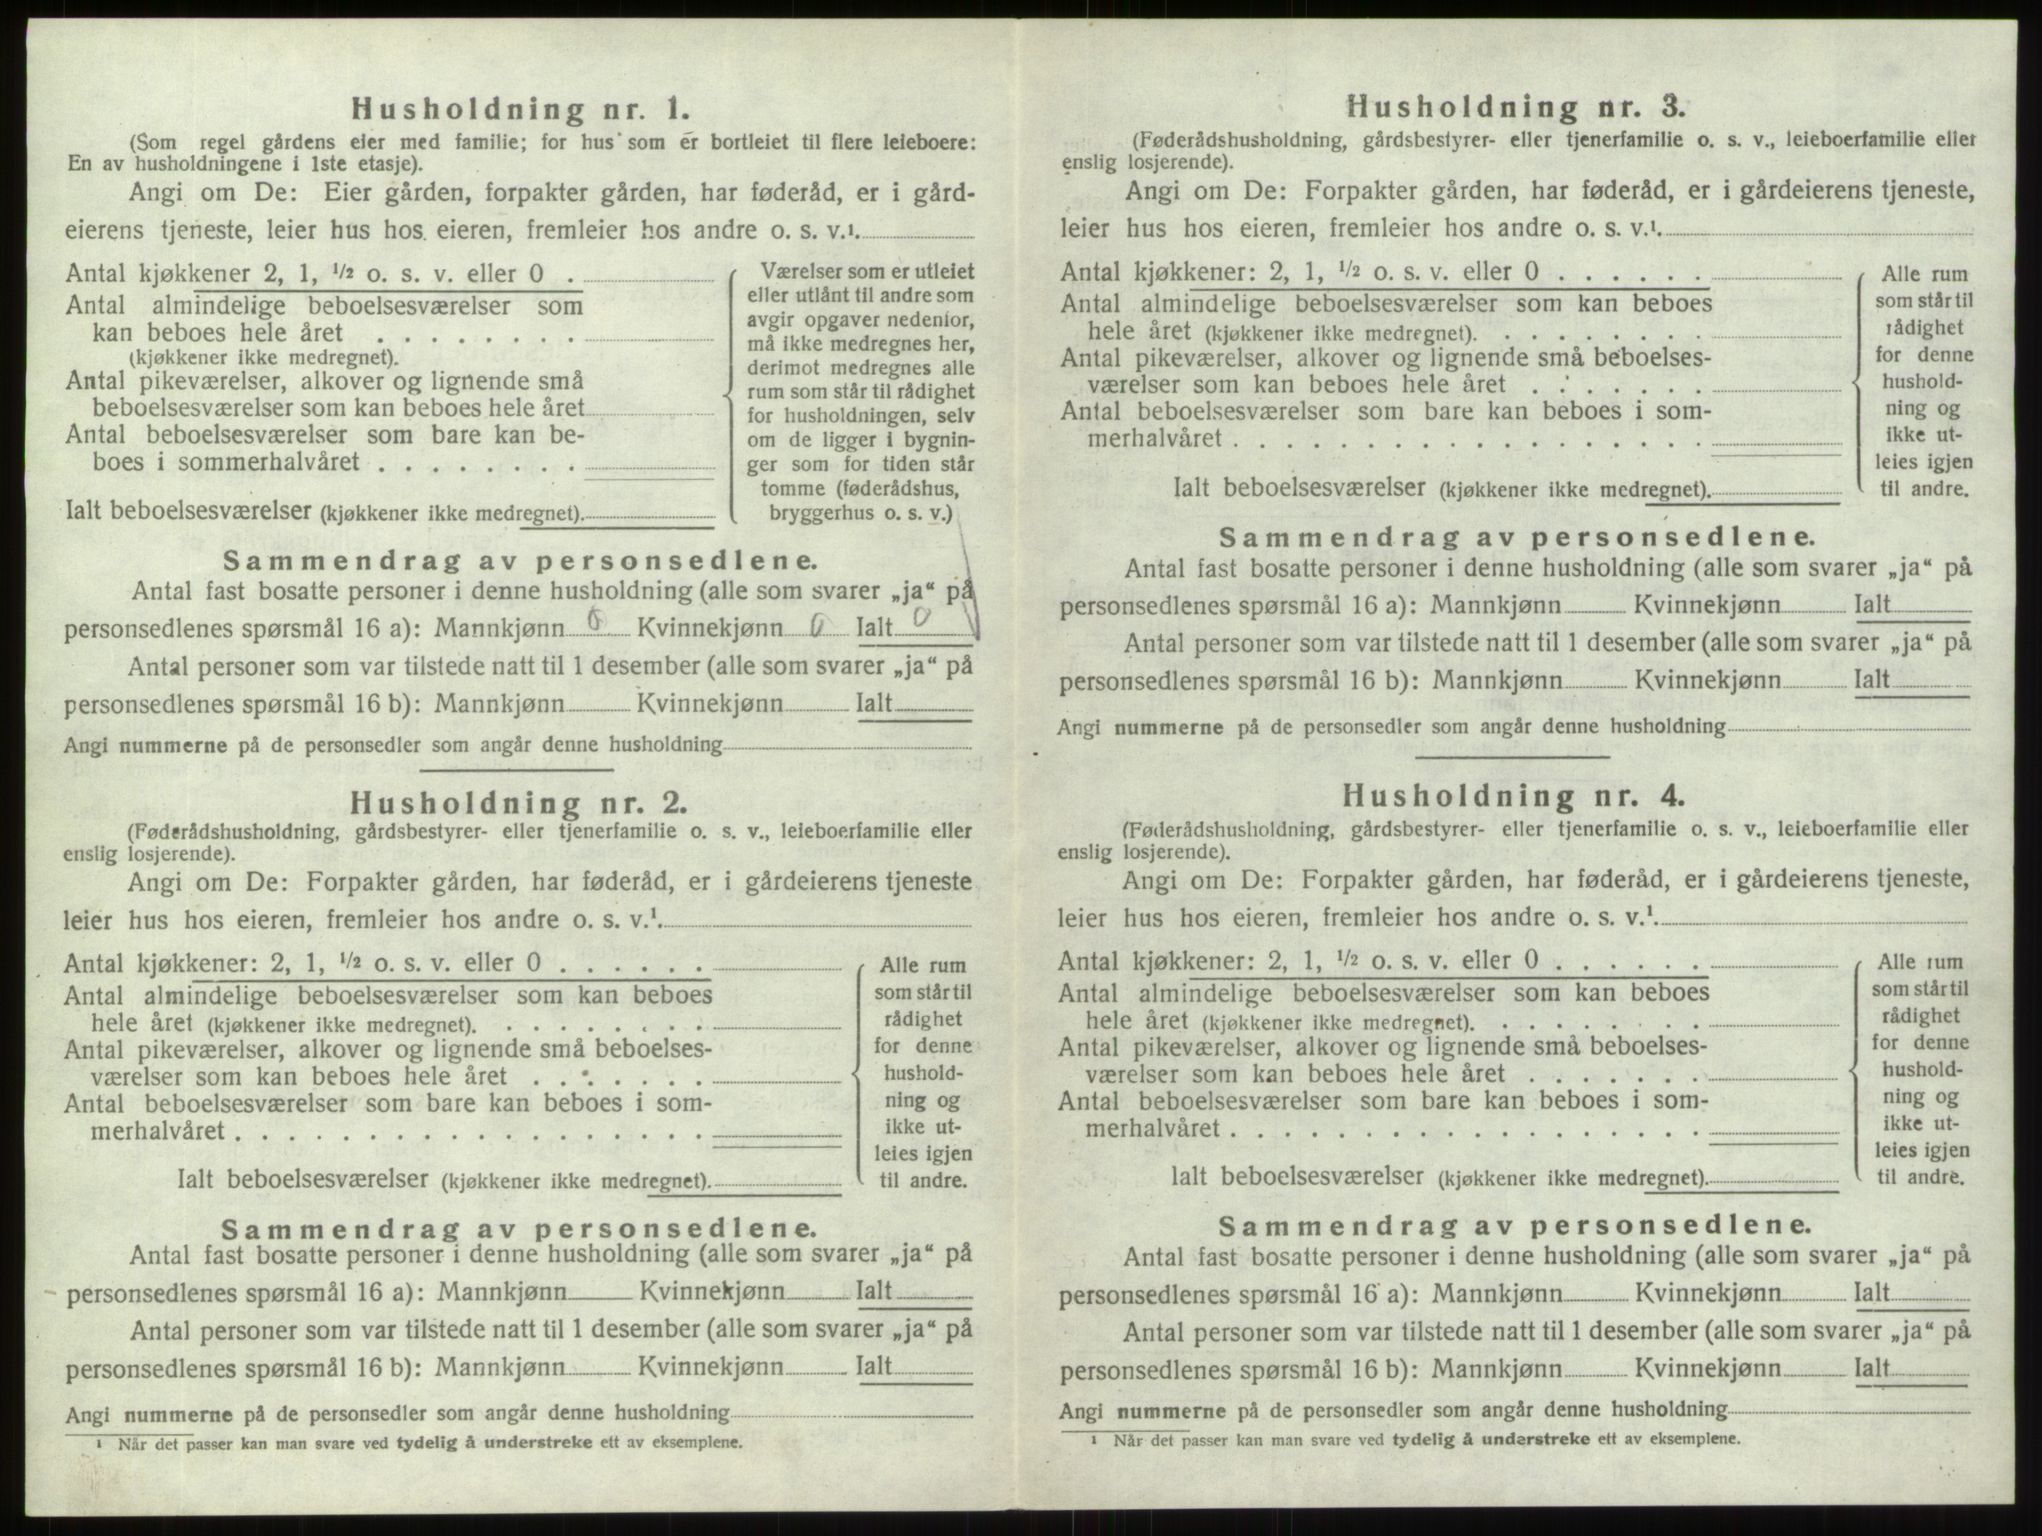 Husholdning nr. 1.
(Som regel gårdens eier med familie; for hus som er bortleiet til flere leieboere:
En av husholdningene i 1ste etasje).
Angi om De: Eier gården, forpakter gården, har føderåd, er i gård-
eierens tjeneste, leier hus hos eieren, fremleier hos andre o. s. v.¹.
Antal kjøkkener 2, 1, ½ o. s. v. eller 0 .
Antal almindelige beboelsesværelser som
kan beboes hele året . . . . . . . .
(kjøkkener ikke medregnet).
Antal pikeværelser, alkover og lignende små
beboelsesværelser som kan beboes hele året
Antal beboelsesværelser som bare kan be-
boes i sommerhalvåret . . . . . . . .
Ialt beboelsesværelser (kjøkkener ikke medregnet).
Værelser som er utleiet
eller utlånt til andre som
avgir opgaver nedenfor,
må ikke medregnes her,
derimot medregnes alle
rum som står til rådighet
for husholdningen, selv
om de ligger i bygnin-
ger som for tiden står
tomme (føderådshus,
bryggerhus o. s. v.)
Sammendrag av personsedlene.
Antal fast bosatte personer i denne husholdning (alle som svarer „ja“ på
personsedlenes spørsmål 16 a): Mannkjønn 0 Kvinnekjønn 0 Ialt 0
Antal personer som var tilstede natt til 1 desember (alle som svarer „ja“ på
personsedlenes spørsmål 16 b): Mannkjønn Kvinnekjønn Ialt
Angi nummerne på de personsedler som angår denne husholdning
Husholdning nr. 2.
(Føderådshusholdning, gårdsbestyrer- eller tjenerfamilie o. s. v., leieboerfamilie eller
enslig losjerende).
Angi om De: Forpakter gården, har føderåd, er i gårdeierens tjeneste
leier hus hos eieren, fremleier hos andre o. s. v.¹.
Antal kjøkkener: 2, 1, ½ o. s. v. eller 0 . . . . . .
Antal almindelige beboelsesværelser som kan beboes
hele året (kjøkkener ikke medregnet). . . . . . . . .
Antal pikeværelser, alkover og lignende små beboelses-
værelser som kan beboes hele året . . . . . . .
Antal beboelsesværelser som bare kan beboes i som-
merhalvåret . . . . . . . . . . . . . . . . . .
Ialt beboelsesværelser (kjøkkener ikke medregnet).
Alle rum
som står til
rådighet
for denne
hushold-
ning og
ikke ut-
leies igjen
til andre.
Sammendrag av personsedlene.
Antal fast bosatte personer i denne husholdning (alle som svarer „ja“ på
personsedlenes spørsmål 16 a): Mannkjønn Kvinnekjønn Ialt
Antal personer som var tilstede natt til 1 desember (alle som svarer „ja“ på
personsedlenes spørsmål 16 b): Mannkjønn Kvinnekjønn Ialt
Angi nummerne på de personsedler som angår denne husholdning
¹ Når det passer kan man svare ved tydelig å understreke ett av eksemplene.
Husholdning nr. 3.
(Føderådshusholdning, gårdsbestyrer- eller tjenerfamilie o. s. v., leieboerfamilie eller
enslig losjerende).
Angi om De: Forpakter gården, har føderåd, er i gårdeierens tjeneste,
leier hus hos eieren, fremleier hos andre o. s. v.¹.
Antal kjøkkener: 2, 1, ½ o. s. v. eller 0 . . . . . .
Antal almindelige beboelsesværelser som kan beboes
hele året (kjøkkener ikke medregnet). . . . . . . . .
Antal pikeværelser, alkover og lignende små beboelses-
værelser som kan beboes hele året . . . . . . .
Antal beboelsesværelser som bare kan beboes i som-
merhalvåret . . . . . . . . . . . . . . . . . .
Ialt beboelsesværelser (kjøkkener ikke medregnet).
Alle rum
som står til
rådighet
for denne
hushold-
ning og
ikke ut-
leies igjen
til andre.
Sammendrag av personsedlene.
Antal fast bosatte personer i denne husholdning (alle som svarer „ja“ på
personsedlenes spørsmål 16 a): Mannkjønn Kvinnekjønn Ialt
Antal personer som var tilstede natt til 1 desember (alle som svarer „ja“ på
personsedlenes spørsmål 16 b): Mannkjønn Kvinnekjønn Ialt
Angi nummerne på de personsedler som angår denne husholdning
Husholdning nr. 4.
(Føderådshusholdning, gårdsbestyrer- eller tjenerfamilie o. s. v., leieboerfamilie eller
enslig losjerende).
Angi om De: Forpakter gården, har føderåd, er i gårdeierens tjeneste,
leier hus hos eieren, fremleier hos andre o. s. v.¹.
Antal kjøkkener: 2, 1, ½ o. s. v. eller 0 . . . . . .
Antal almindelige beboelsesværelser som kan beboes
hele året (kjøkkener ikke medregnet). . . . . . . . .
Antal pikeværelser, alkover og lignende små beboelses-
værelser som kan beboes hele året . . . . . . .
Antal beboelsesværelser som bare kan beboes i som-
merhalvåret . . . . . . . . . . . . . . . . . .
Ialt beboelsesværelser (kjøkkener ikke medregnet).
Alle rum
som står til
rådighet
for denne
hushold-
ning og
ikke ut-
leies igjen
til andre.
Sammendrag av personsedlene.
Antal fast bosatte personer i denne husholdning (alle som svarer „ja“ på
personsedlenes spørsmål 16 a): Mannkjønn Kvinnekjønn Ialt
Antal personer som var tilstede natt til 1 desember (alle som svarer „ja“ på
personsedlenes spørsmål 16 b): Mannkjønn Kvinnekjønn Ialt
Angi nummerne på de personsedler som angår denne husholdning
¹ Når det passer kan man svare ved tydelig å understreke ett av eksemplene.